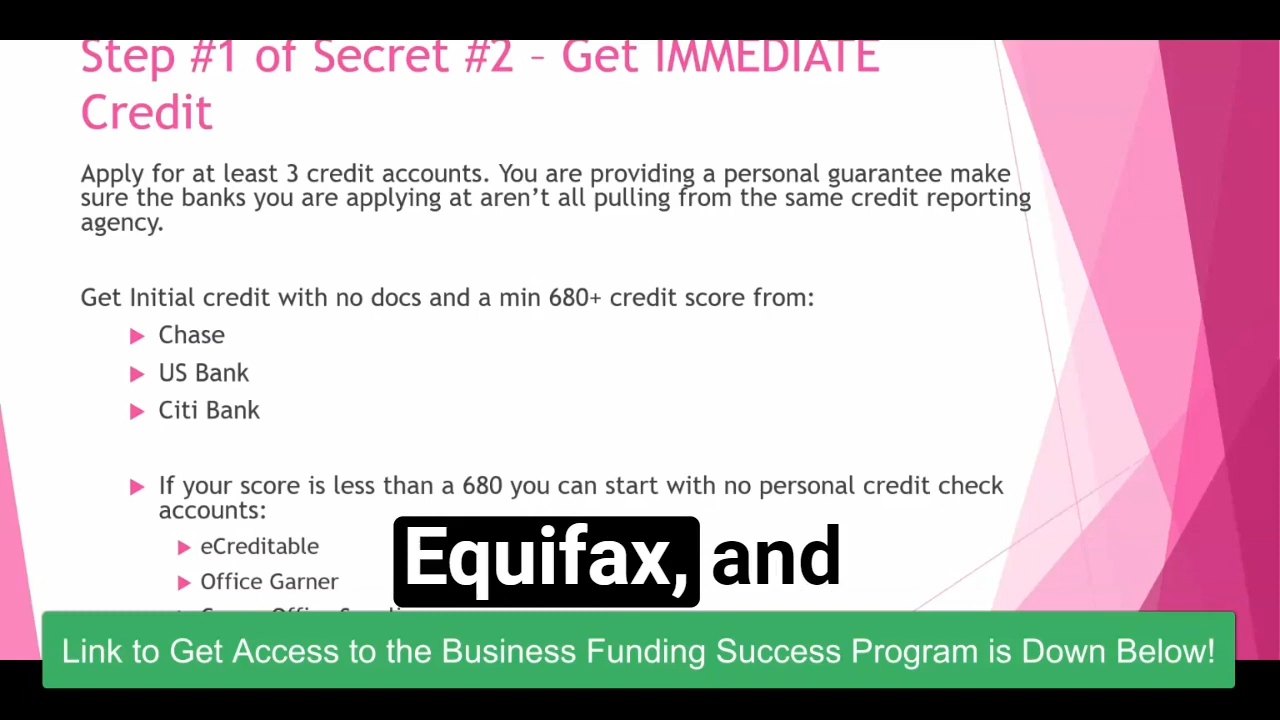 Step #1 of Secret #2 – Get IMMEDIATE
Credit
Apply for at least 3 credit accounts. You are providing a personal guarantee make
sure the banks you are applying at aren’t all pulling from the same credit reporting
agency.
Get Initial credit with no docs and a min 680+ credit score from:
Chase
US Bank
Citi Bank
If your score is less than a 680 you can start with no personal credit check
accounts:
eCreditable
Office Garner
Equifax, and
Link to Get Access to the Business Funding Success Program is Down Below!